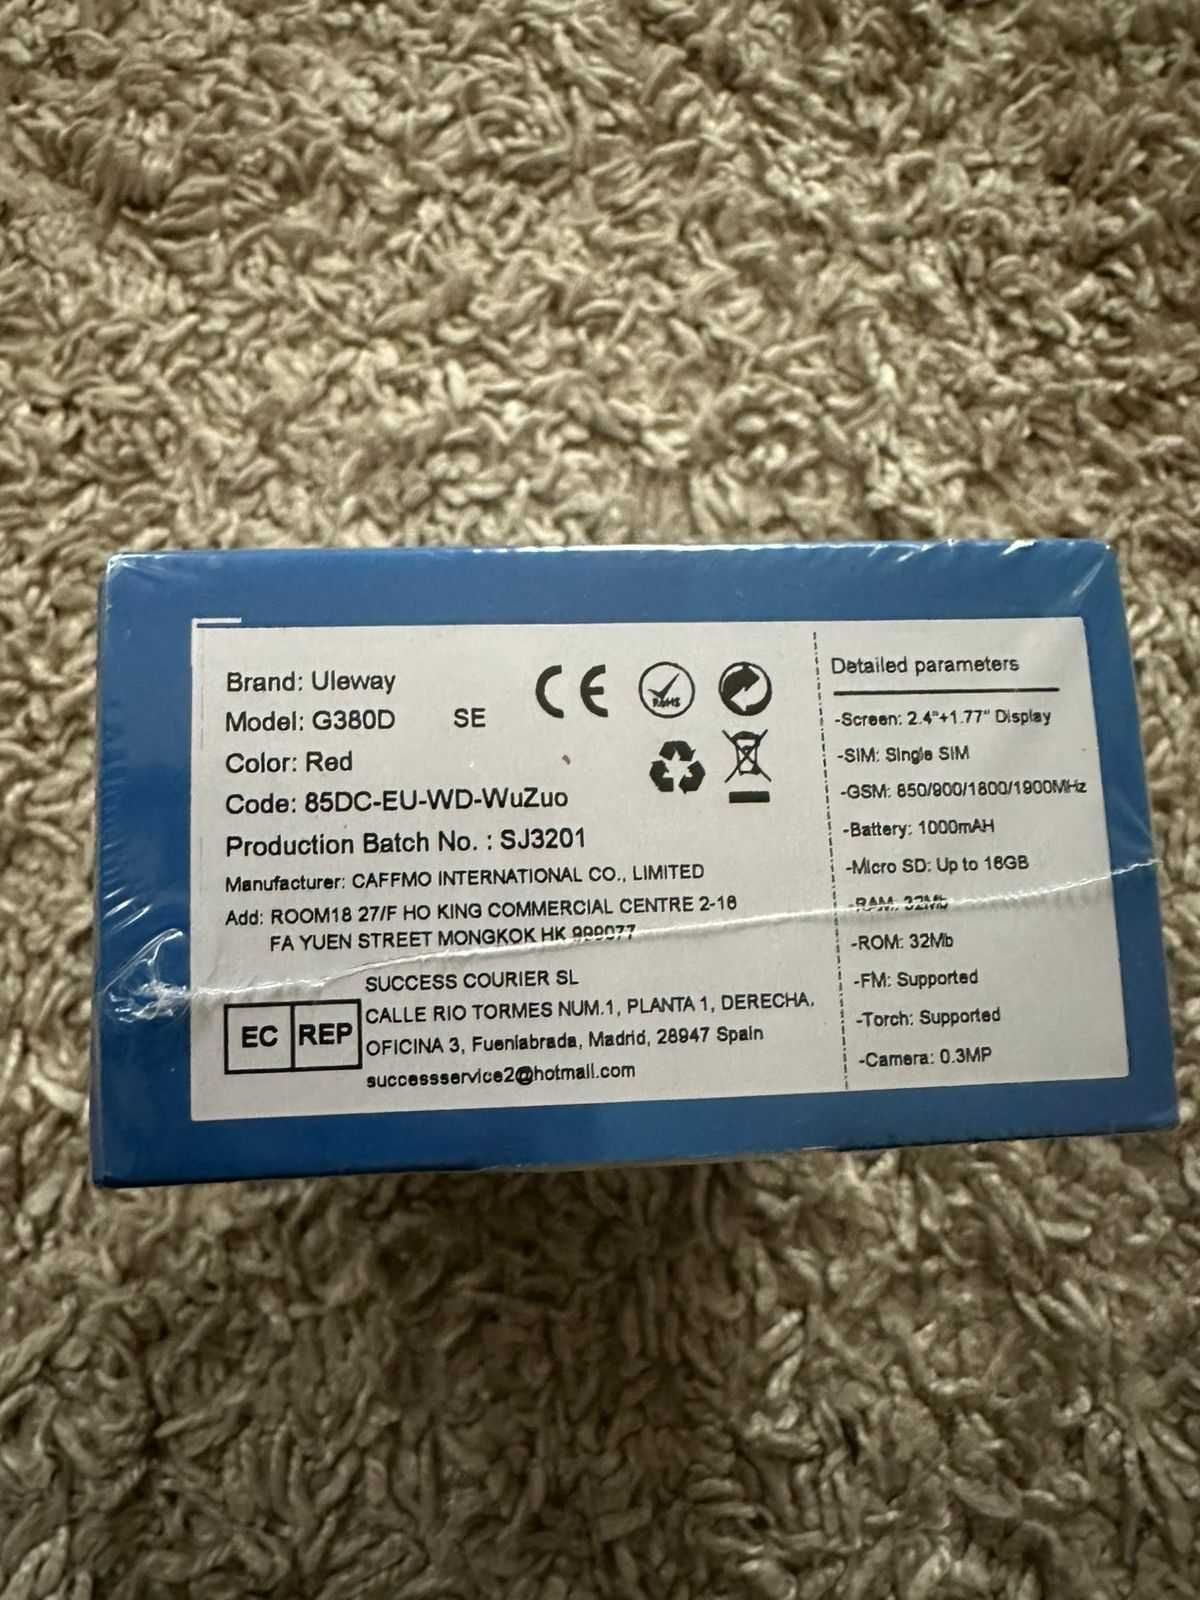 Brand: Uleway
Model: G380D SE
Color: Red
Code: 85DC-EU-WD-WuZuo
Production Batch No. : SJ3201
Manufacturer: CAFFMO INTERNATIONAL CO., LIMITED
Add: ROOM18 27/F HO KING COMMERCIAL CENTRE 2-16
FA YUEN STREET MONGKOK HK 999077
EC REP
SUCCESS COURIER SL
CALLE RIO TORMES NUM.1, PLANTA 1, DERECHA,
OFICINA 3, Fuenlabrada, Madrid, 28947 Spain
successservice2@hotmail.com
CE
RoHS
Detailed parameters
-Screen: 2.4"+1.77" Display
-SIM: Single SIM
-GSM: 850/900/1800/1900MHz
-Battery: 1000mAH
-Micro SD: Up to 16GB
-RAM: 32Mb
-ROM: 32Mb
-FM: Supported
-Torch: Supported
-Camera: 0.3MP